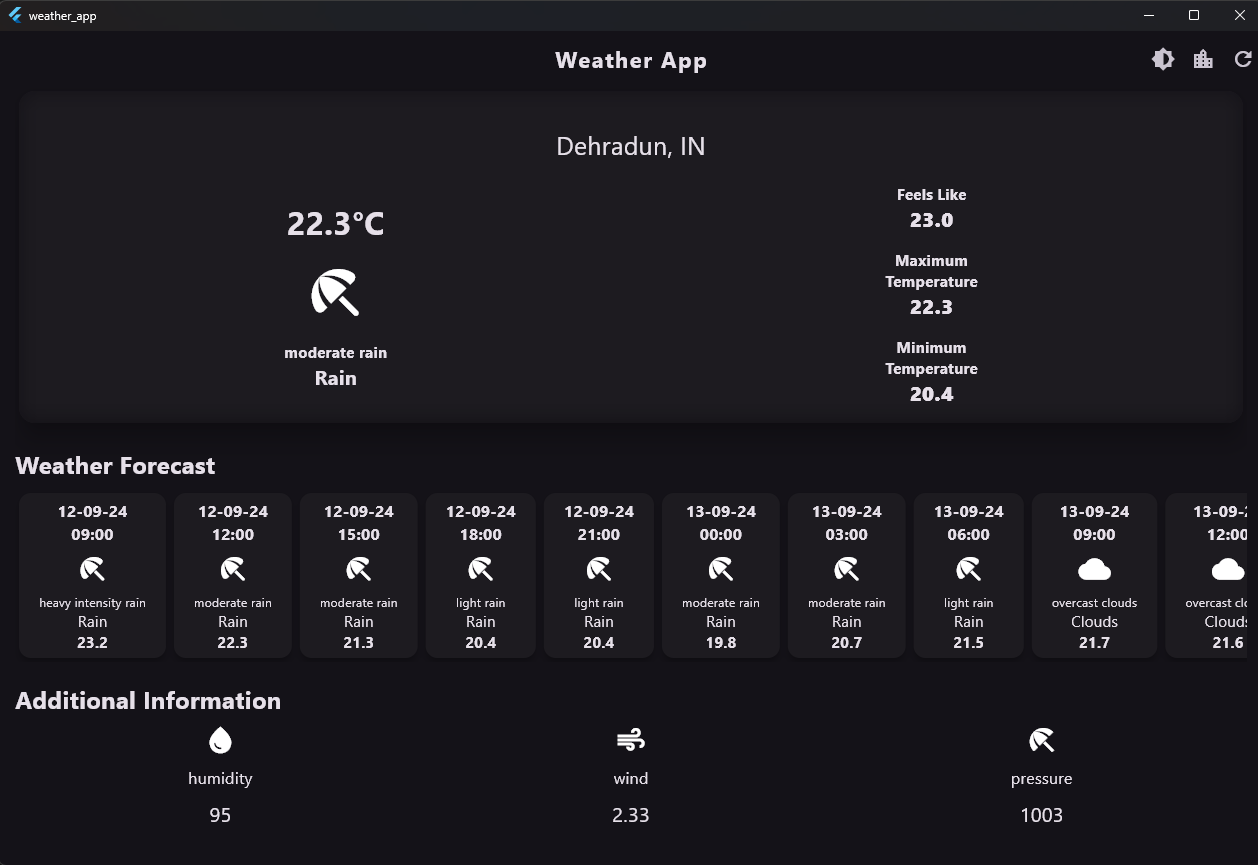 weather_app
Weather App
Dehradun, IN
22.3°C
moderate rain
Rain
Feels Like
23.0
Maximum
Temperature
22.3
Minimum
Temperature
20.4
Weather Forecast
12-09-24
09:00
heavy intensity rain
Rain
23.2
12-09-24
12:00
moderate rain
Rain
22.3
12-09-24
15:00
moderate rain
Rain
21.3
12-09-24
18:00
light rain
Rain
20.4
12-09-24
21:00
light rain
Rain
20.4
13-09-24
00:00
moderate rain
Rain
19.8
13-09-24
03:00
moderate rain
Rain
20.7
13-09-24
06:00
light rain
Rain
21.5
13-09-24
09:00
overcast clouds
Clouds
21.7
13-09-
12:00
overcast
Clouds
21.6
Additional Information
humidity
95
wind
2.33
pressure
1003